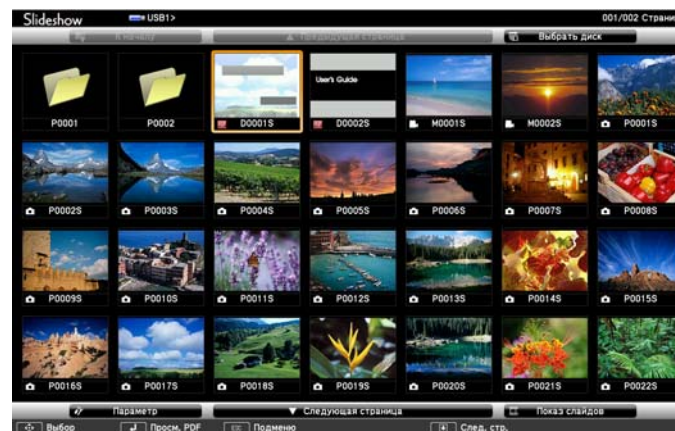 Slideshow USB1> 001/002 Страни
К началу ▲ Предыдущая страница Выбрать диск
User's Guide
P0001 P0002 D0001S D0002S M0001S M0002S P0001S
P0002S P0003S P0004S P0005S P0006S P0007S P0008S
P0009S P0010S P0011S P0012S P0013S P0014S P0015S
P0016S P0017S P0018S P0019S P0020S P0021S P0022S
Параметр ▼ Следующая страница Показ слайдов
Выбор Просм. PDF ESC Подменю След. стр.